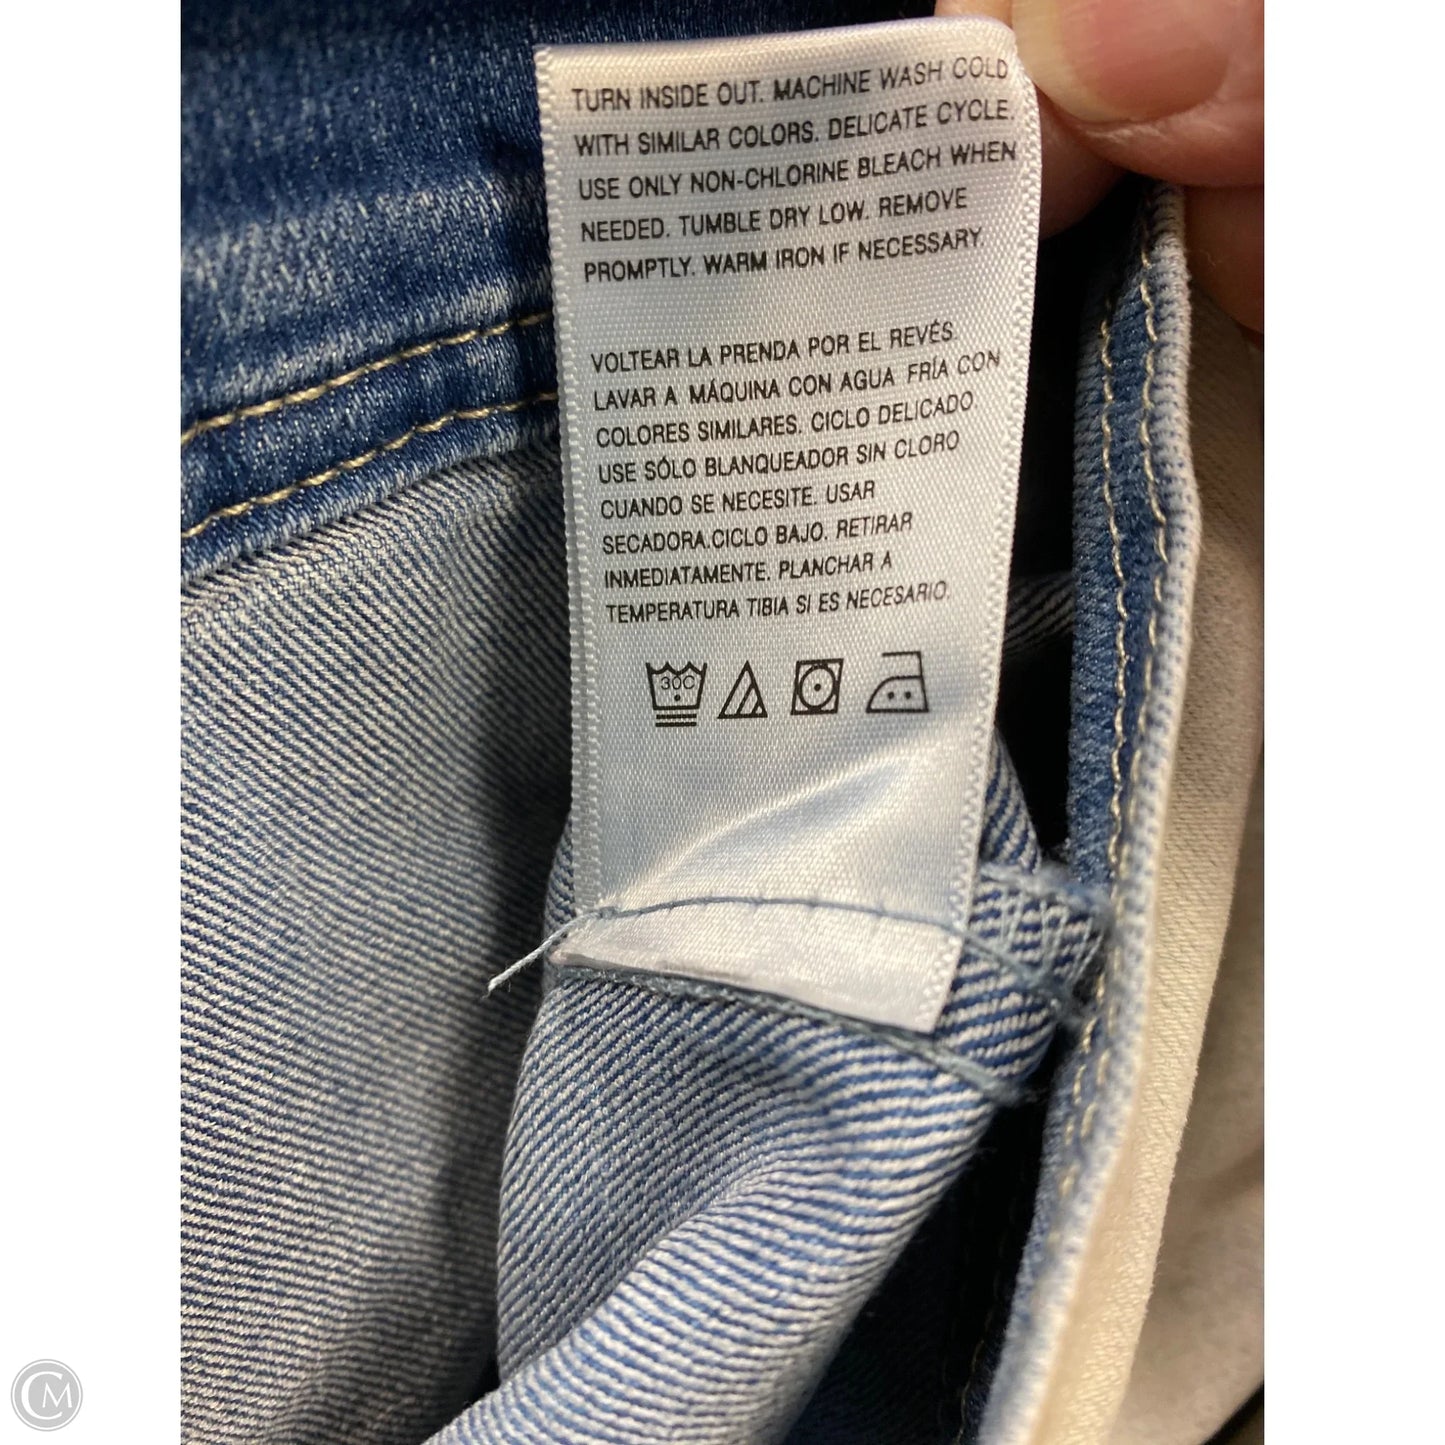 TURN INSIDE OUT. MACHINE WASH COLD
WITH SIMILAR COLORS. DELICATE CYCLE.
USE ONLY NON-CHLORINE BLEACH WHEN
NEEDED. TUMBLE DRY LOW. REMOVE
PROMPTLY. WARM IRON IF NECESSARY.
VOLTEAR LA PRENDA POR EL REVÉS.
LAVAR A MÁQUINA CON AGUA FRÍA CON
COLORES SIMILARES. CICLO DELICADO
USE SÓLO BLANQUEADOR SIN CLORO
CUANDO SE NECESITE. USAR
SECADORA.CICLO BAJO. RETIRAR
INMEDIATAMENTE. PLANCHAR A
TEMPERATURA TIBIA SI ES NECESARIO.
30C
CM